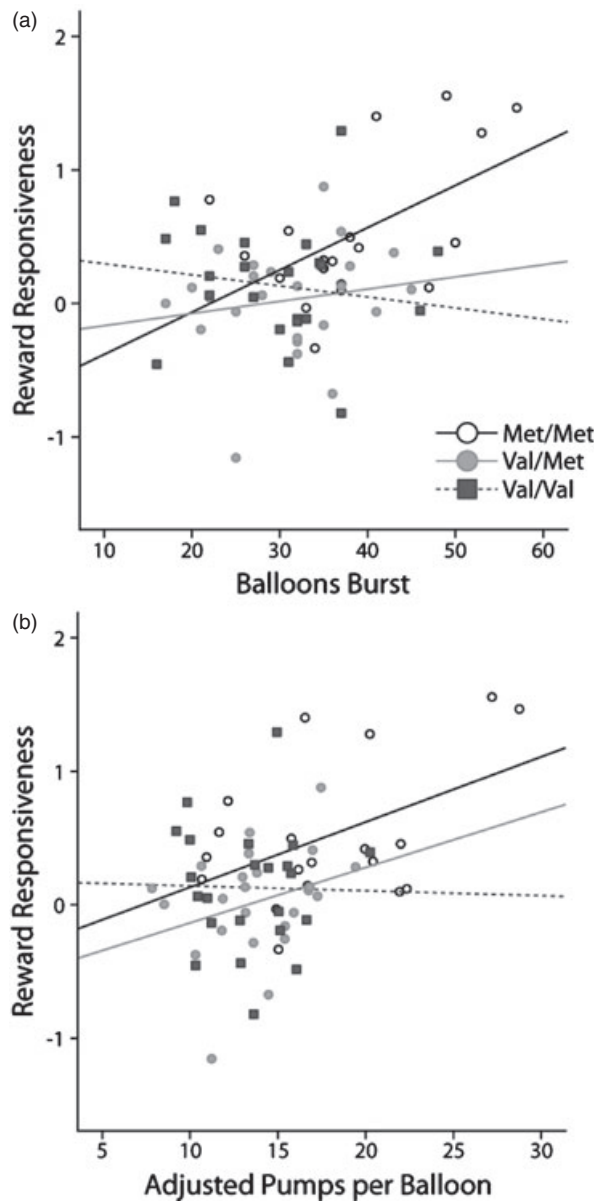 (a)
2
1
0
-1
Reward Responsiveness
Met/Met
Val/Met
Val/Val
10 20 30 40 50 60
Balloons Burst
(b)
2
1
0
-1
Reward Responsiveness
5 10 15 20 25 30
Adjusted Pumps per Balloon